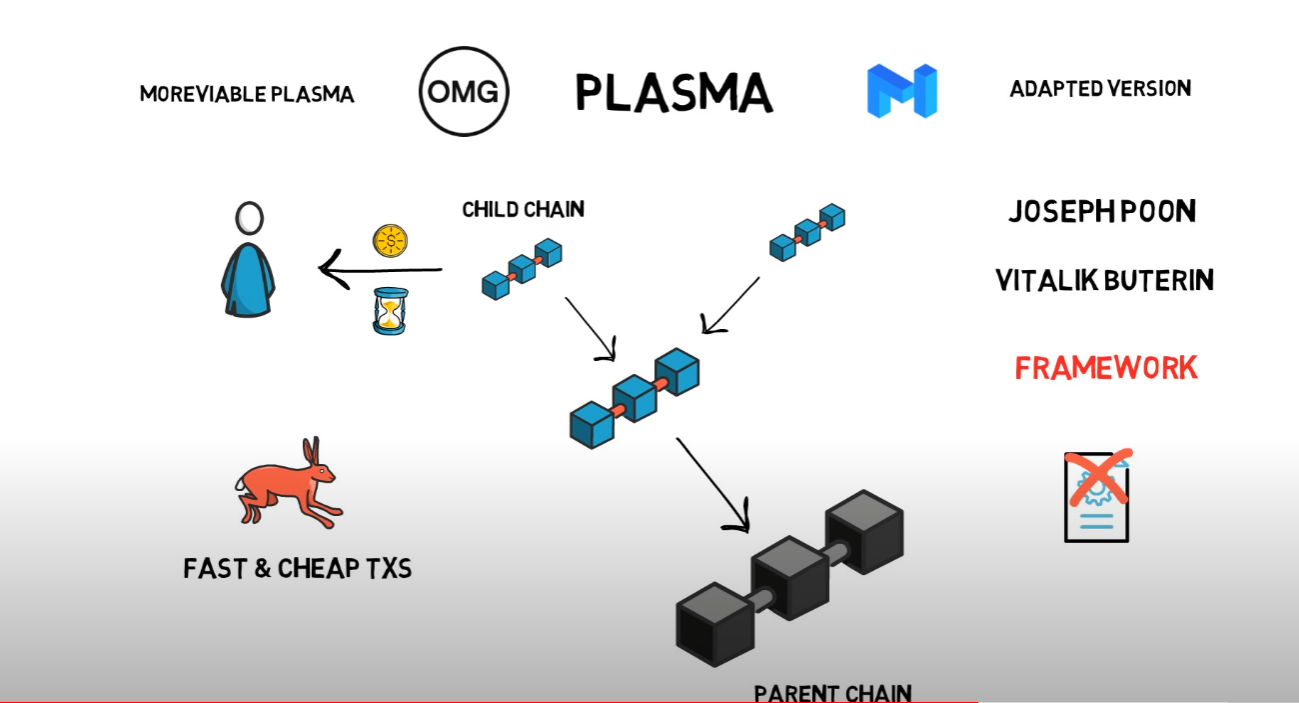 MOREVIABLE PLASMA
OMG
PLASMA
ADAPTED VERSION
CHILD CHAIN
JOSEPH POON
VITALIK BUTERIN
FRAMEWORK
FAST & CHEAP TXS
PARENT CHAIN